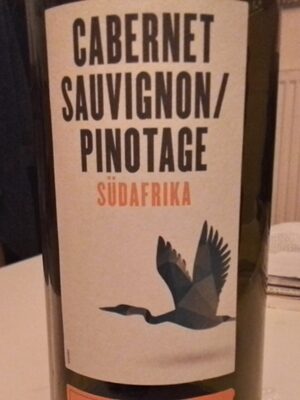 CABERNET
SAUVIGNON/
PINOTAGE
SÜDAFRIKA